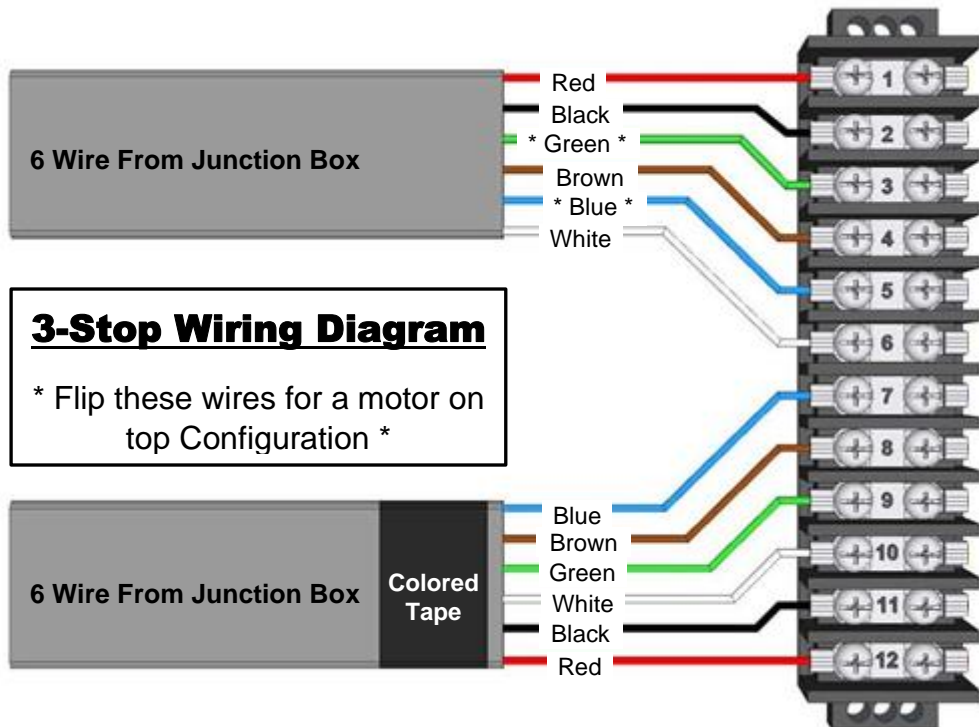 6 Wire From Junction Box
Red
Black
* Green *
Brown
* Blue *
White
3-Stop Wiring Diagram
* Flip these wires for a motor on
top Configuration *
6 Wire From Junction Box
Colored
Tape
Blue
Brown
Green
White
Black
Red
1
2
3
4
5
6
7
8
9
10
11
12